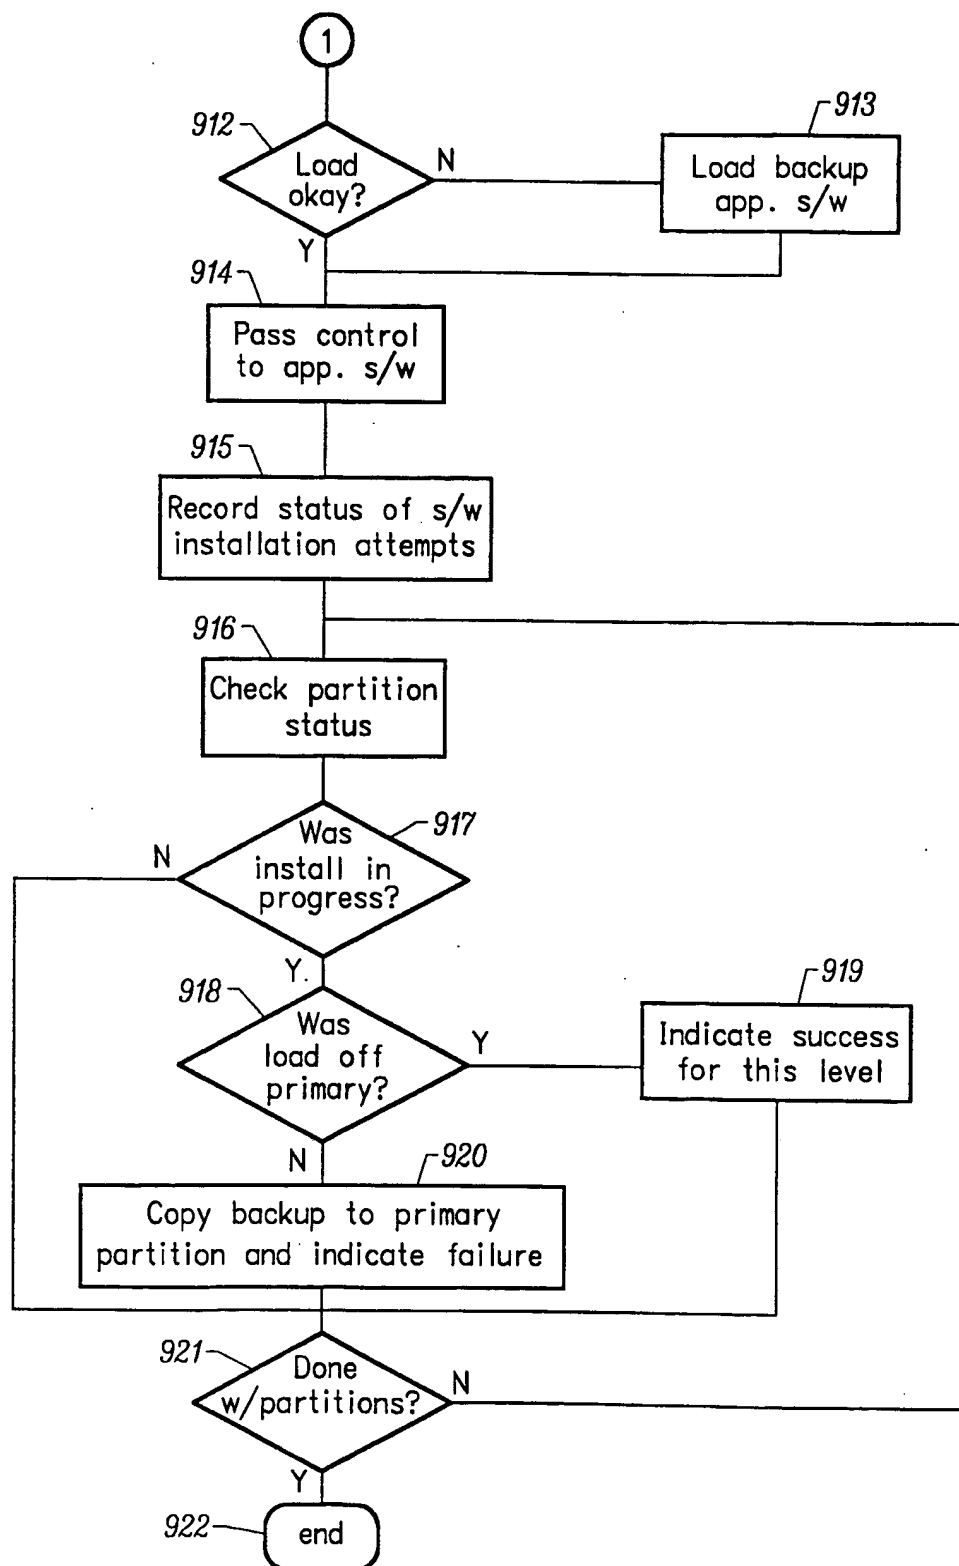 1
912
Load
okay?
N
913
Load backup
app. s/w
Y
914
Pass control
to app. s/w
915
Record status of s/w
installation attempts
916
Check partition
status
917
Was
install in
progress?
N
Y
918
Was
load off
primary?
Y
919
Indicate success
for this level
N
920
Copy backup to primary
partition and indicate failure
921
Done
w/partitions?
N
Y
922
end